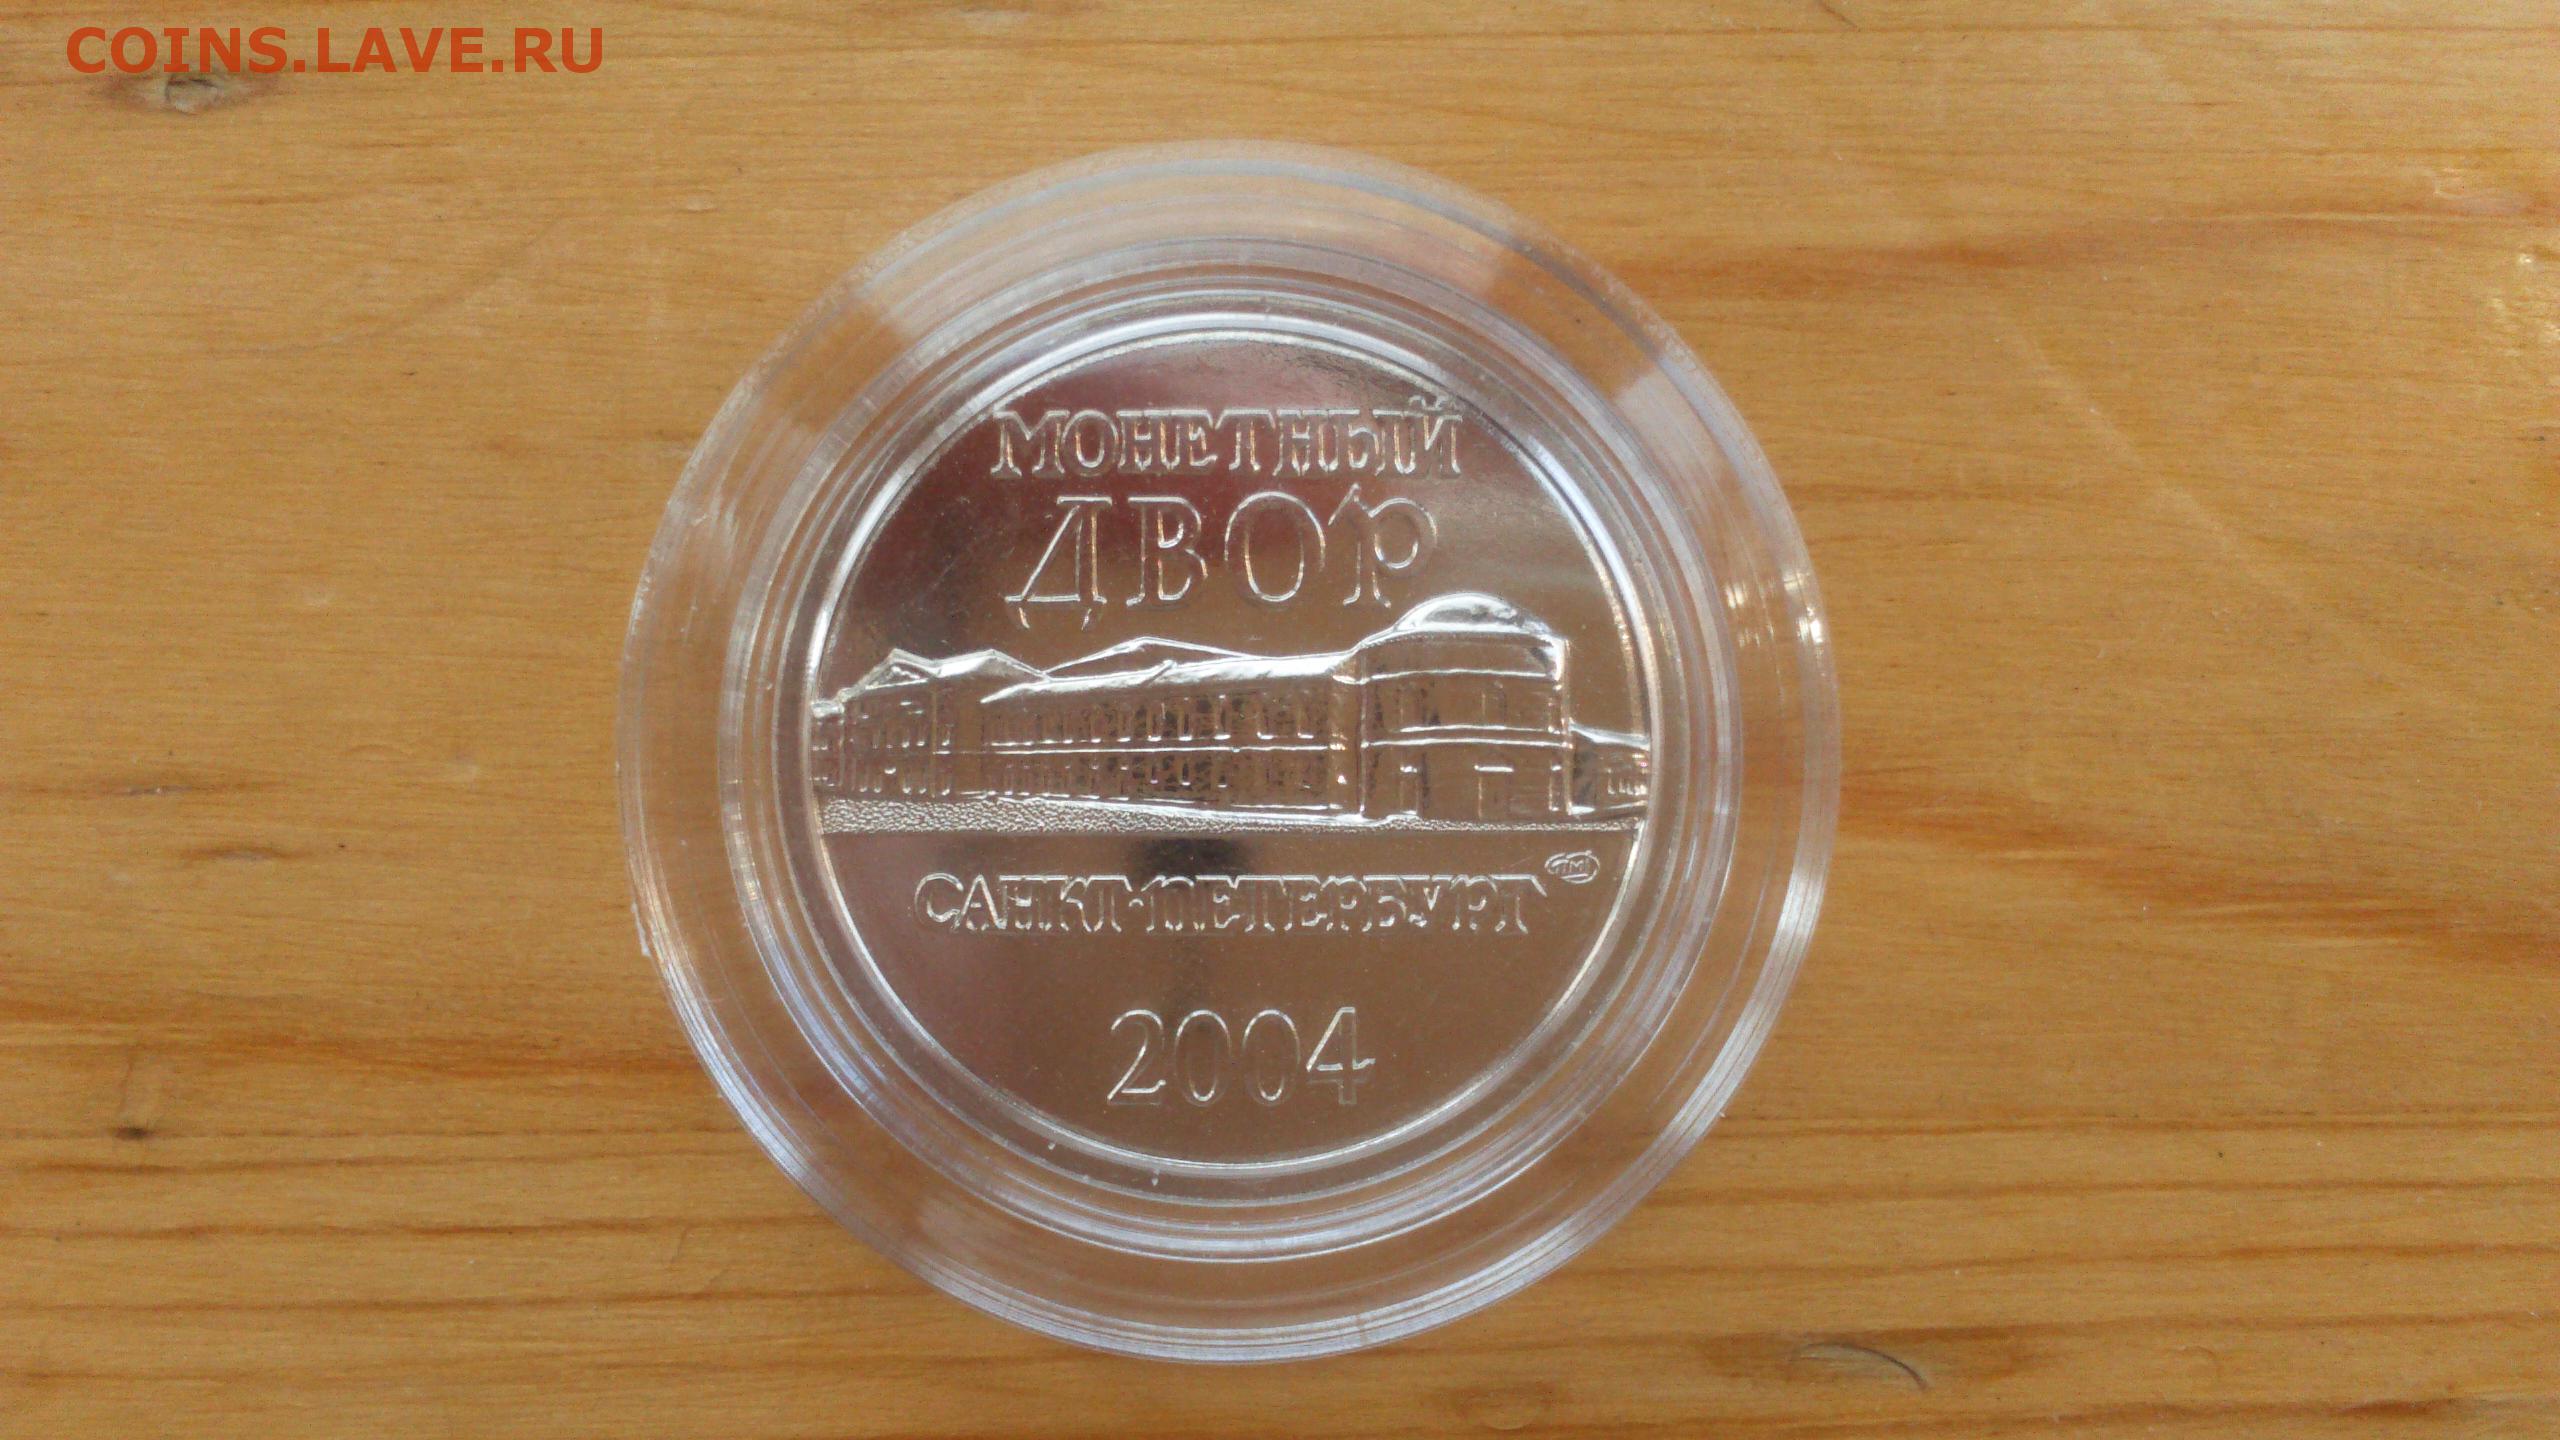 COINS.LAVE.RU
МОНЕТНЫЙ
ДВОР
САНКТ-ПЕТЕРБУРГ
2004